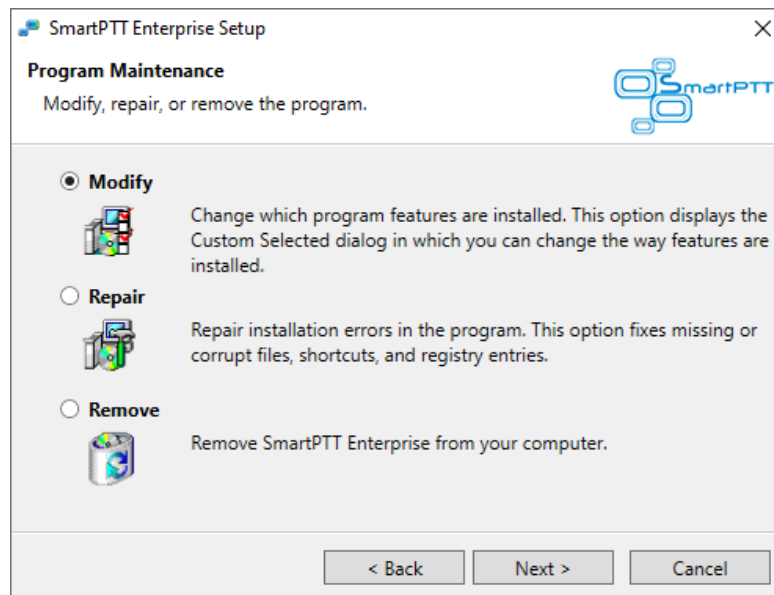 SmartPTT Enterprise Setup
Program Maintenance
Modify, repair, or remove the program.
SmartPTT
Modify
Change which program features are installed. This option displays the
Custom Selected dialog in which you can change the way features are
installed.
Repair
Repair installation errors in the program. This option fixes missing or
corrupt files, shortcuts, and registry entries.
Remove
Remove SmartPTT Enterprise from your computer.
< Back Next > Cancel